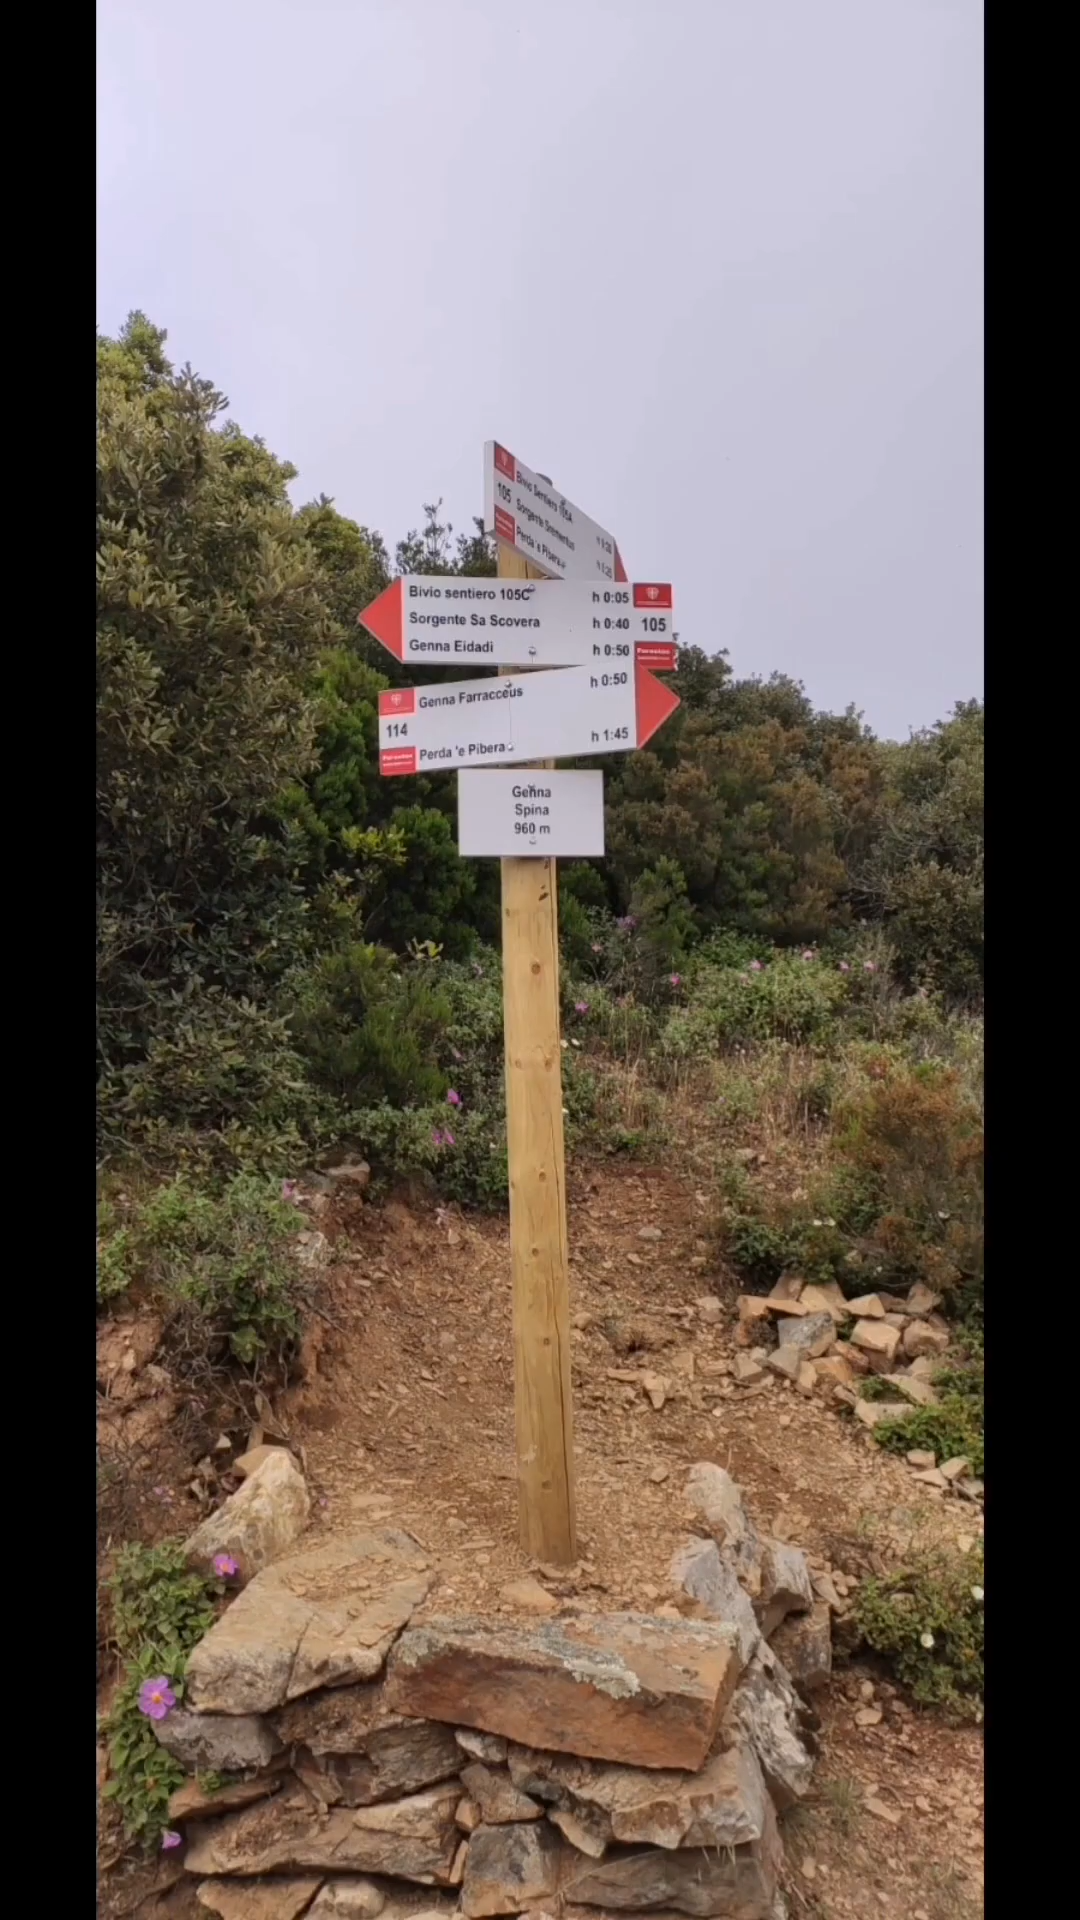 Bivio Sentiero 105A
105 Sorgente
Perda 'e Pibera
Bivio sentiero 105C h 0:05
Sorgente Sa Scovera h 0:40 105
Genna Eidadi h 0:50
Genna Farracceus h 0:50
114
Perda 'e Pibera h 1:45
Genna
Spina
960 m